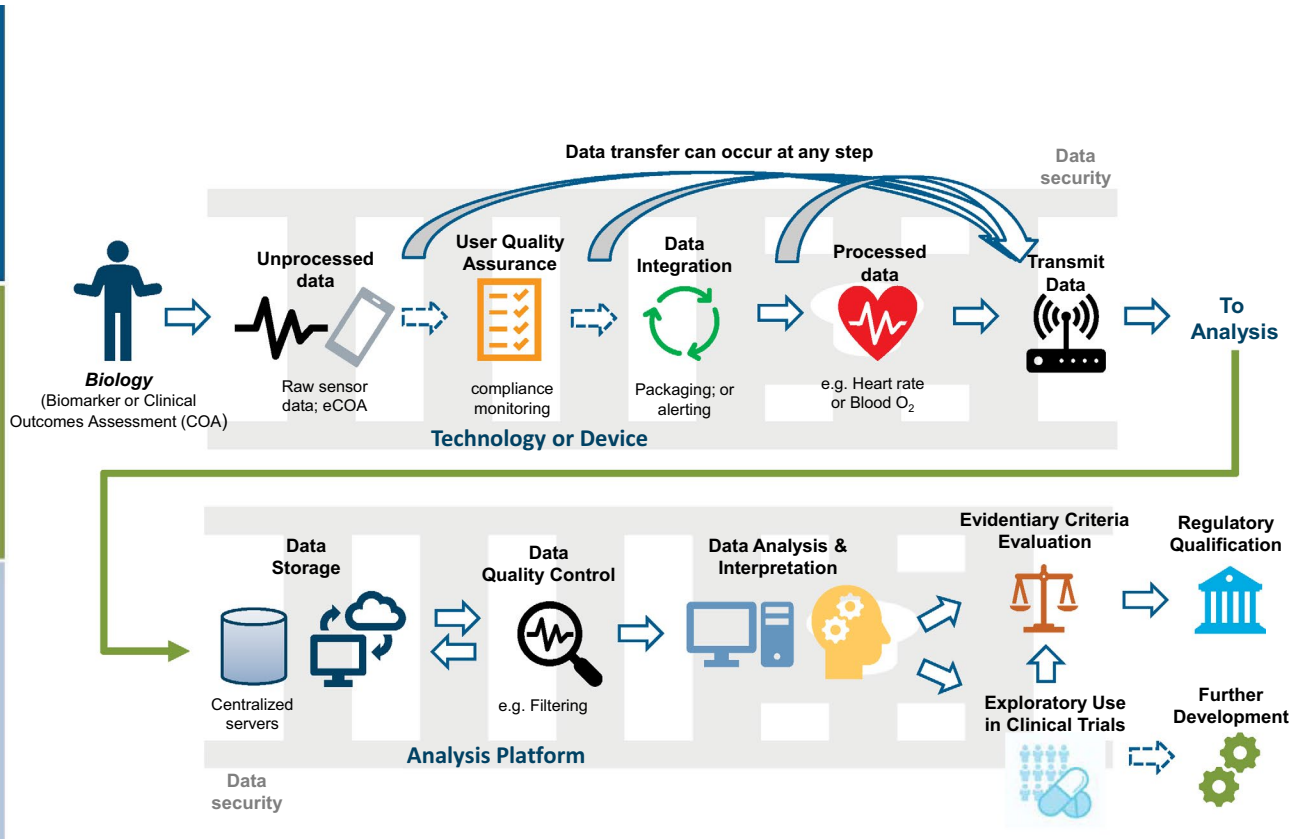 Data transfer can occur at any step
Data
security
Unprocessed
data
User Quality
Assurance
Data
Integration
Processed
data
Transmit
Data
To
Analysis
Biology
(Biomarker or Clinical
Outcomes Assessment (COA)
Raw sensor
data; eCOA
compliance
monitoring
Packaging; or
alerting
e.g. Heart rate
or Blood O₂
Technology or Device
Data
Storage
Data
Quality Control
Data Analysis &
Interpretation
Evidentiary Criteria
Evaluation
Regulatory
Qualification
Centralized
servers
e.g. Filtering
Exploratory Use
in Clinical Trials
Further
Development
Analysis Platform
Data
security